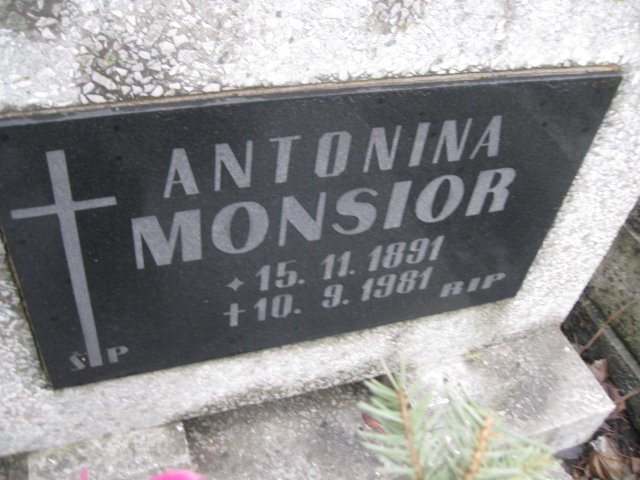 ANTONINA
MONSIOR
15. 11. 1891
10. 9. 1981
RIP
Ś P